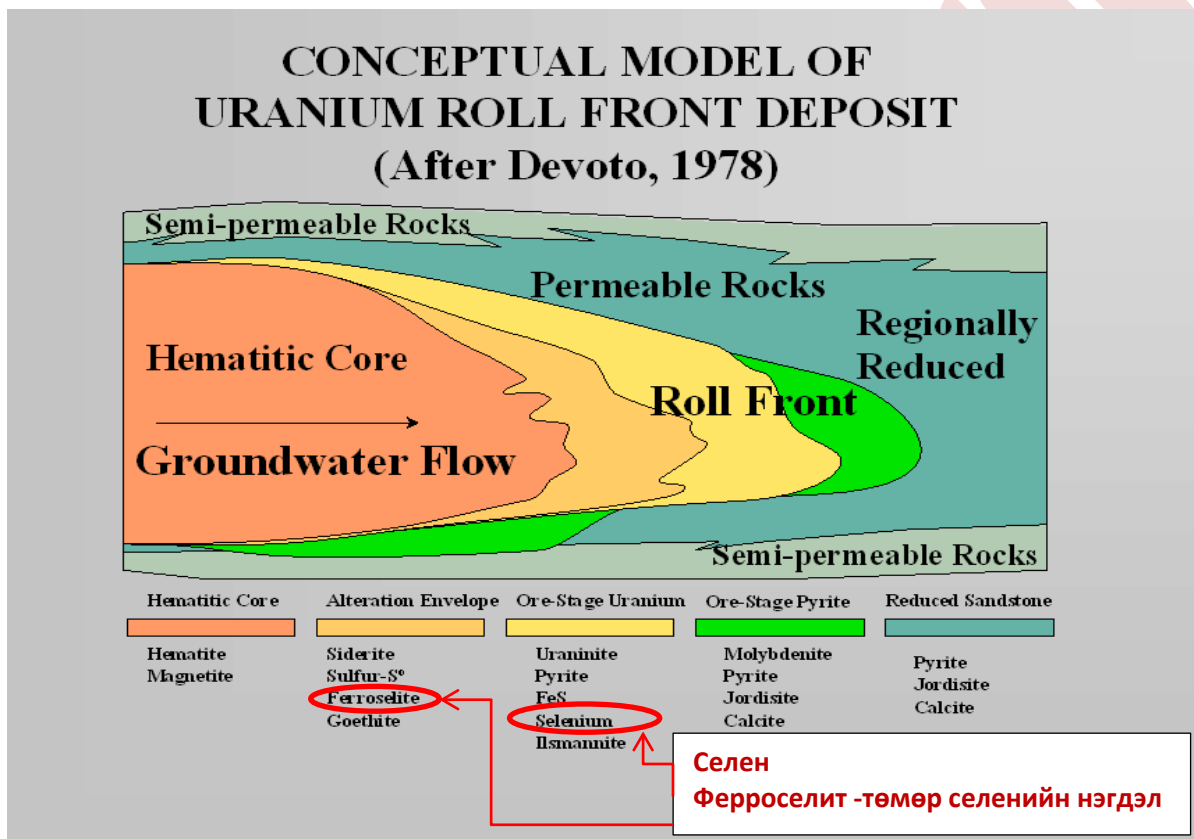 CONCEPTUAL MODEL OF
URANIUM ROLL FRONT DEPOSIT
(After Devoto, 1978)
Semi-permeable Rocks
Permeable Rocks
Regionally
Reduced
Hematitic Core
Roll Front
Groundwater Flow
Semi-permeable Rocks
Hematitic Core
Hematite
Magnetite
Alteration Envelope
Siderite
Sulfur-S°
Ferroselite
Goethite
Ore-Stage Uranium
Uraninite
Pyrite
FeS
Selenium
Ilsmannite
Ore-Stage Pyrite
Molybdenite
Pyrite
Jordisite
Calcite
Reduced Sandstone
Pyrite
Jordisite
Calcite
Селен
Ферроселит -төмөр селенийн нэгдэл